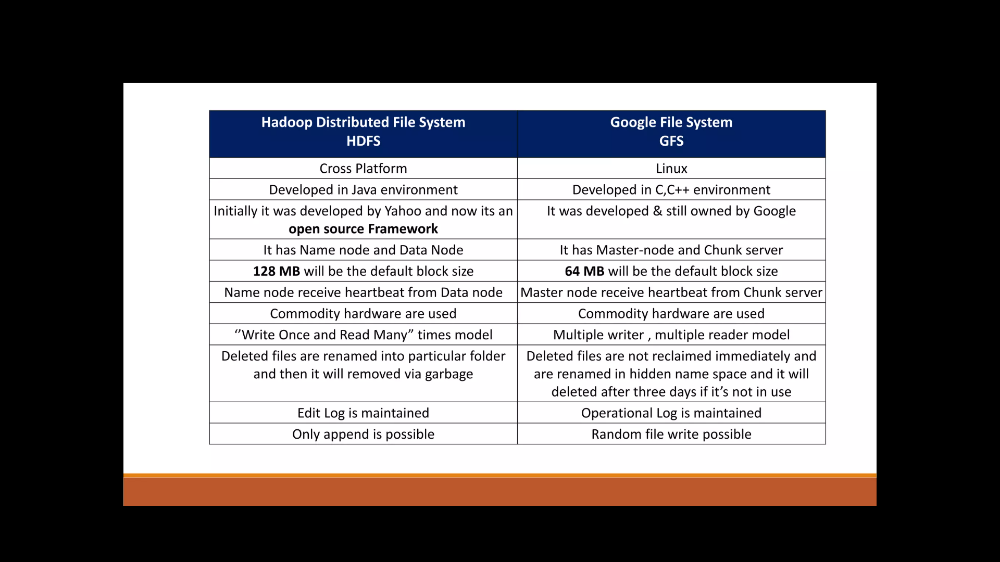 Hadoop Distributed File System
HDFS
Google File System
GFS
Cross Platform
Linux
Developed in Java environment
Developed in C,C++ environment
Initially it was developed by Yahoo and now its an
open source Framework
It was developed & still owned by Google
It has Name node and Data Node
It has Master-node and Chunk server
128 MB will be the default block size
64 MB will be the default block size
Name node receive heartbeat from Data node
Master node receive heartbeat from Chunk server
Commodity hardware are used
Commodity hardware are used
‘’Write Once and Read Many” times model
Multiple writer , multiple reader model
Deleted files are renamed into particular folder
and then it will removed via garbage
Deleted files are not reclaimed immediately and
are renamed in hidden name space and it will
deleted after three days if it’s not in use
Edit Log is maintained
Operational Log is maintained
Only append is possible
Random file write possible